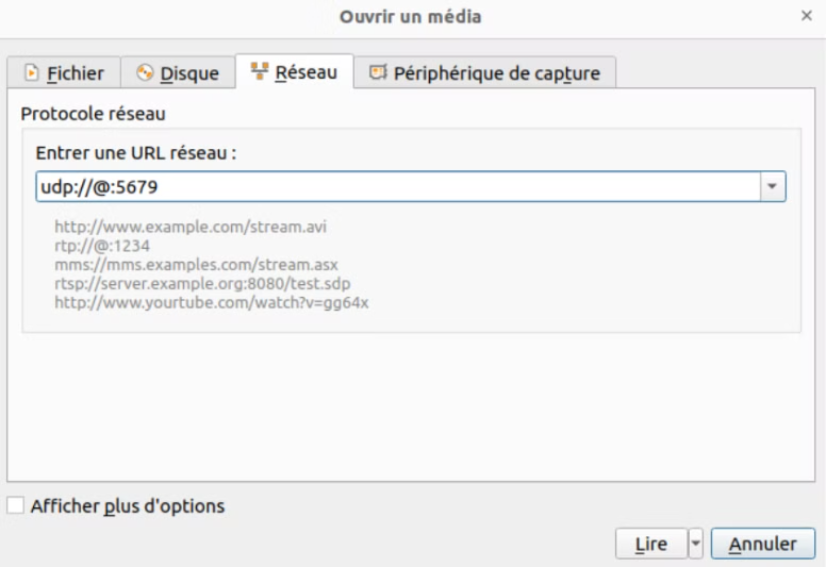 Ouvrir un média ×
Fichier Disque Réseau Périphérique de capture
Protocole réseau
Entrer une URL réseau :
udp://@:5679
http://www.example.com/stream.avi
rtp://@:1234
mms://mms.examples.com/stream.asx
rtsp://server.example.org:8080/test.sdp
http://www.yourtube.com/watch?v=gg64x
Afficher plus d'options
Lire Annuler